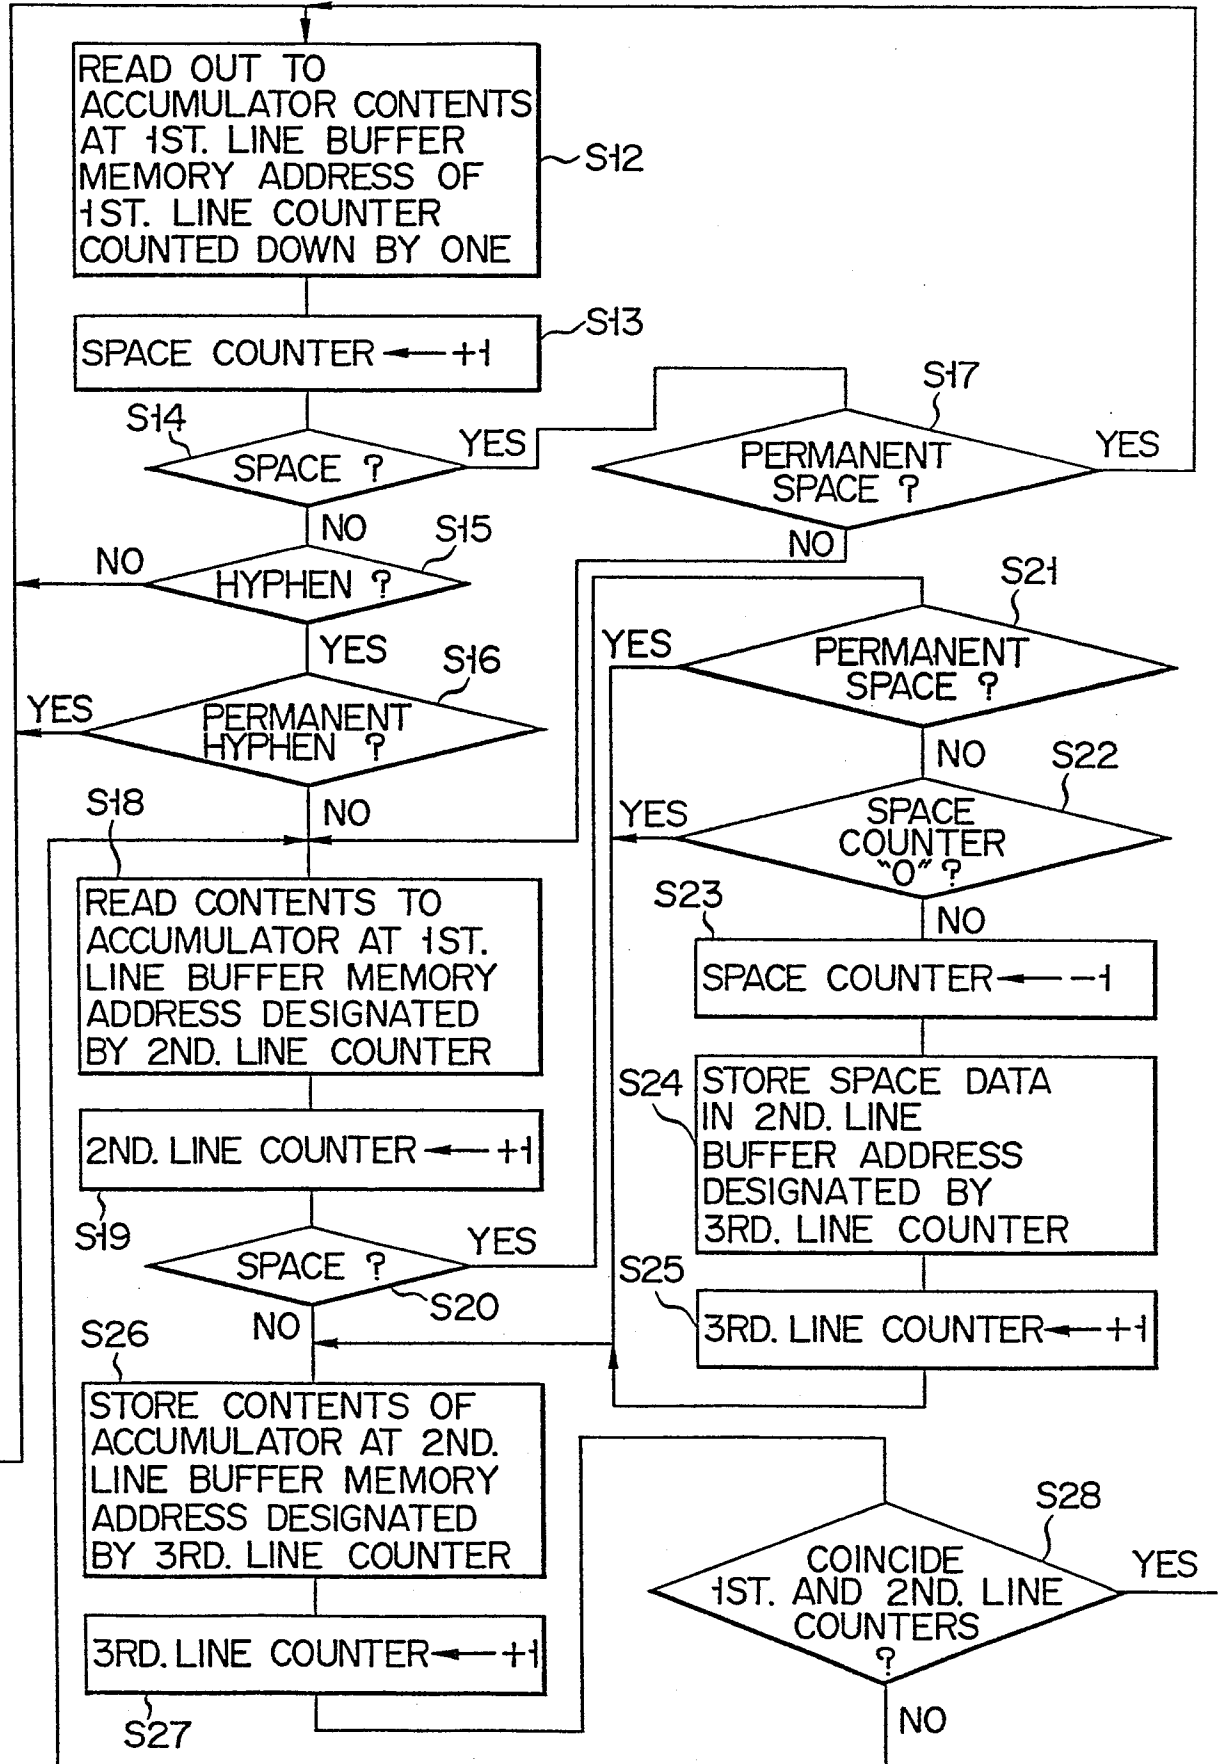 READ OUT TO
ACCUMULATOR CONTENTS
AT 1ST. LINE BUFFER
MEMORY ADDRESS OF
1ST. LINE COUNTER
COUNTED DOWN BY ONE
S12
SPACE COUNTER ← +1
S13
S14
SPACE ?
YES
NO
S17
PERMANENT
SPACE ?
YES
NO
S15
HYPHEN ?
NO
YES
S16
PERMANENT
HYPHEN ?
YES
NO
S18
READ CONTENTS TO
ACCUMULATOR AT 1ST.
LINE BUFFER MEMORY
ADDRESS DESIGNATED
BY 2ND. LINE COUNTER
2ND. LINE COUNTER ← +1
S19
SPACE ?
YES
S20
NO
S21
PERMANENT
SPACE ?
YES
NO
S22
SPACE
COUNTER
"0" ?
YES
NO
S23
SPACE COUNTER ← -1
S24
STORE SPACE DATA
IN 2ND. LINE
BUFFER ADDRESS
DESIGNATED BY
3RD. LINE COUNTER
S25
3RD. LINE COUNTER ← +1
S26
STORE CONTENTS OF
ACCUMULATOR AT 2ND.
LINE BUFFER MEMORY
ADDRESS DESIGNATED
BY 3RD. LINE COUNTER
3RD. LINE COUNTER ← +1
S27
S28
COINCIDE
1ST. AND 2ND. LINE
COUNTERS
?
YES
NO